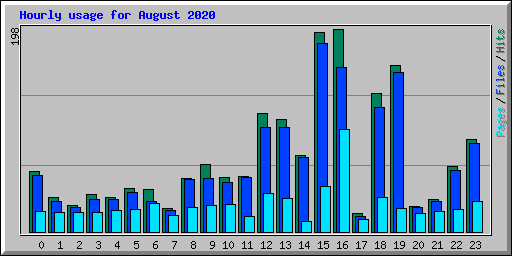 Hourly usage for August 2020
198
Pages/Files/Hits
0 1 2 3 4 5 6 7 8 9 10 11 12 13 14 15 16 17 18 19 20 21 22 23